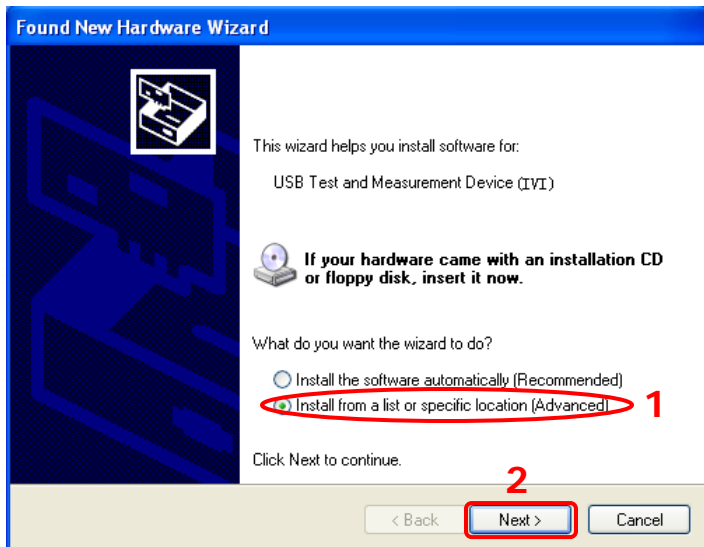 Found New Hardware Wizard
This wizard helps you install software for:
USB Test and Measurement Device (IVI)
If your hardware came with an installation CD
or floppy disk, insert it now.
What do you want the wizard to do?
Install the software automatically (Recommended)
Install from a list or specific location (Advanced)
1
Click Next to continue.
2
< Back
Next >
Cancel